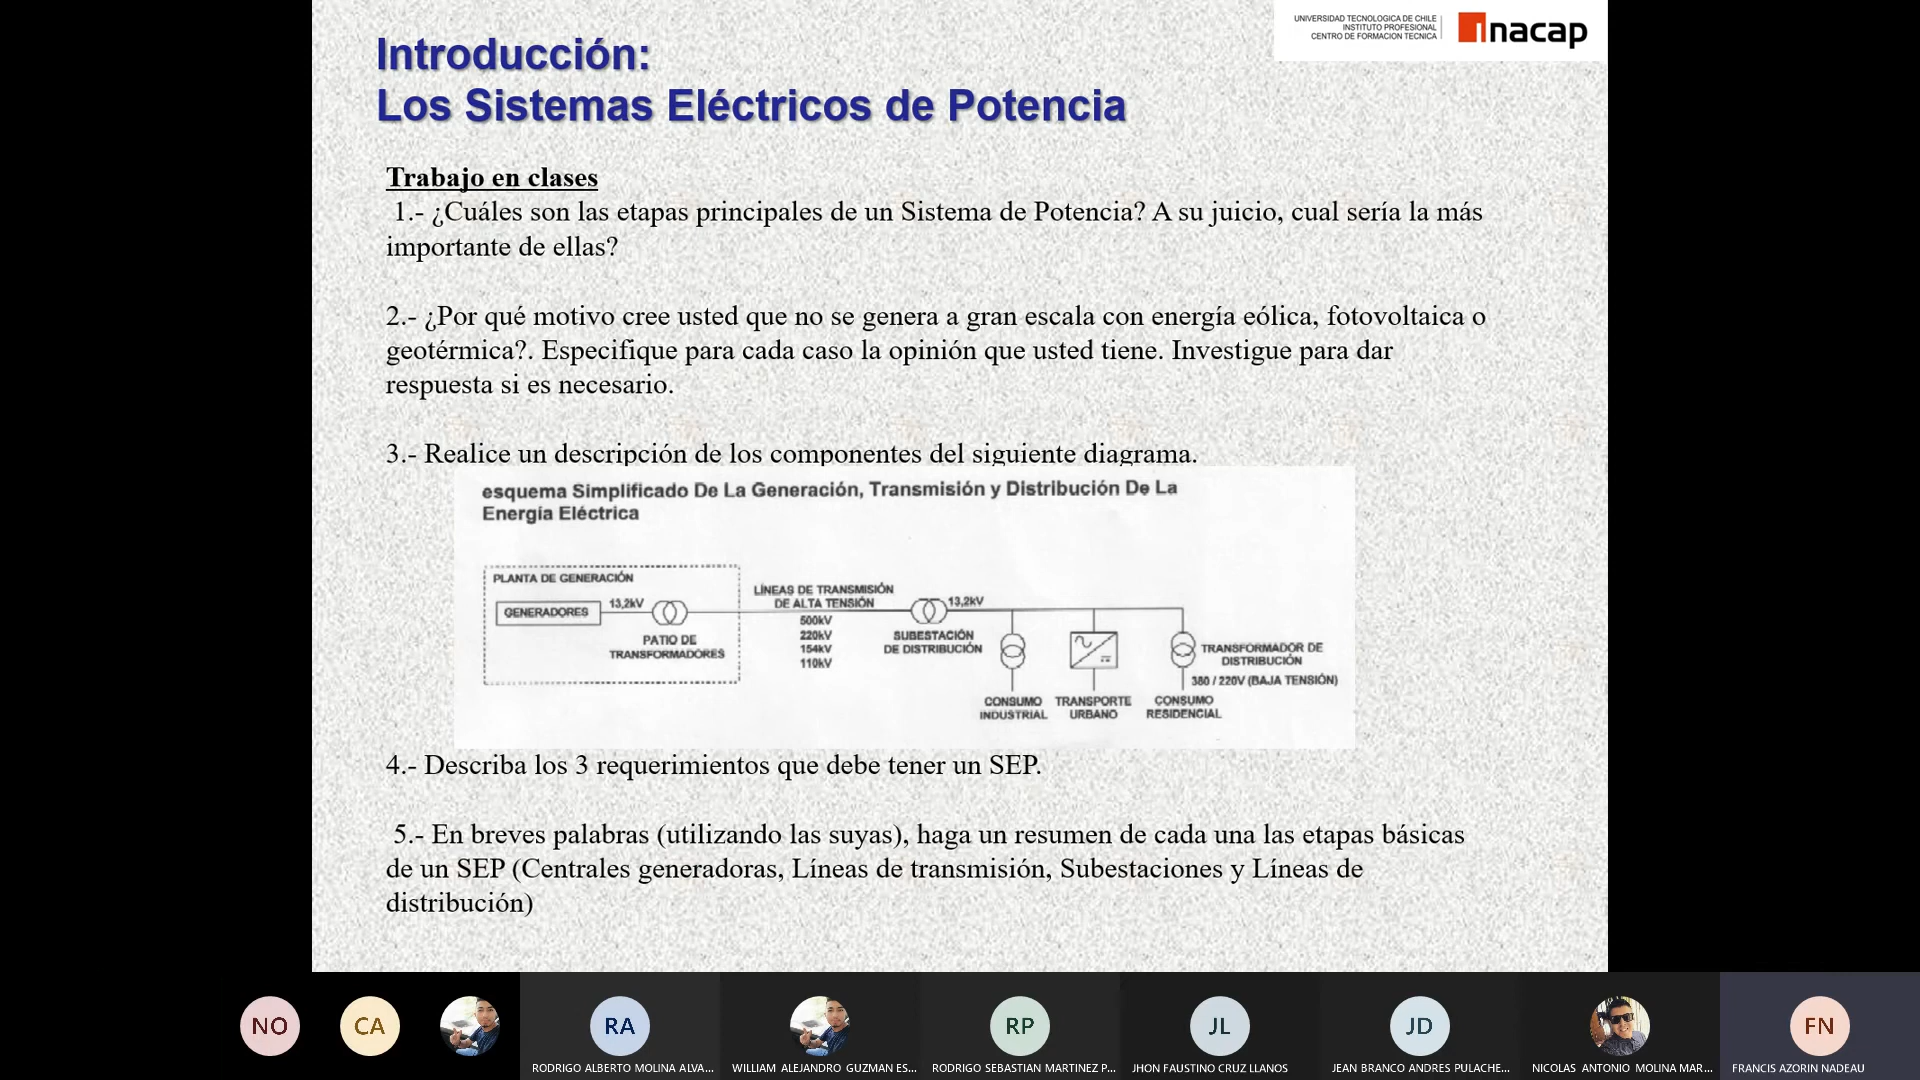 UNIVERSIDAD TECNOLOGICA DE CHILE
INSTITUTO PROFESIONAL
CENTRO DE FORMACION TECNICA
inacap
Introducción:
Los Sistemas Eléctricos de Potencia
Trabajo en clases
1.- ¿Cuáles son las etapas principales de un Sistema de Potencia? A su juicio, cual sería la más
importante de ellas?
2.- ¿Por qué motivo cree usted que no se genera a gran escala con energía eólica, fotovoltaica o
geotérmica?. Especifique para cada caso la opinión que usted tiene. Investigue para dar
respuesta si es necesario.
3.- Realice un descripción de los componentes del siguiente diagrama.
esquema Simplificado De La Generación, Transmisión y Distribución De La
Energía Eléctrica
PLANTA DE GENERACIÓN
GENERADORES
13,2kV
PATIO DE
TRANSFORMADORES
LÍNEAS DE TRANSMISIÓN
DE ALTA TENSIÓN
500kV
220kV
154kV
110kV
13,2kV
SUBESTACIÓN
DE DISTRIBUCIÓN
CONSUMO
INDUSTRIAL
TRANSPORTE
URBANO
CONSUMO
RESIDENCIAL
TRANSFORMADOR DE
DISTRIBUCIÓN
380 / 220V (BAJA TENSIÓN)
4.- Describa los 3 requerimientos que debe tener un SEP.
5.- En breves palabras (utilizando las suyas), haga un resumen de cada una las etapas básicas
de un SEP (Centrales generadoras, Líneas de transmisión, Subestaciones y Líneas de
distribución)
NO
CA
RA
RP
JL
JD
FN
RODRIGO ALBERTO MOLINA ALVA...
WILLIAM ALEJANDRO GUZMAN ES...
RODRIGO SEBASTIAN MARTINEZ P...
JHON FAUSTINO CRUZ LLANOS
JEAN BRANCO ANDRES PULACHE...
NICOLAS ANTONIO MOLINA MAR...
FRANCIS AZORIN NADEAU